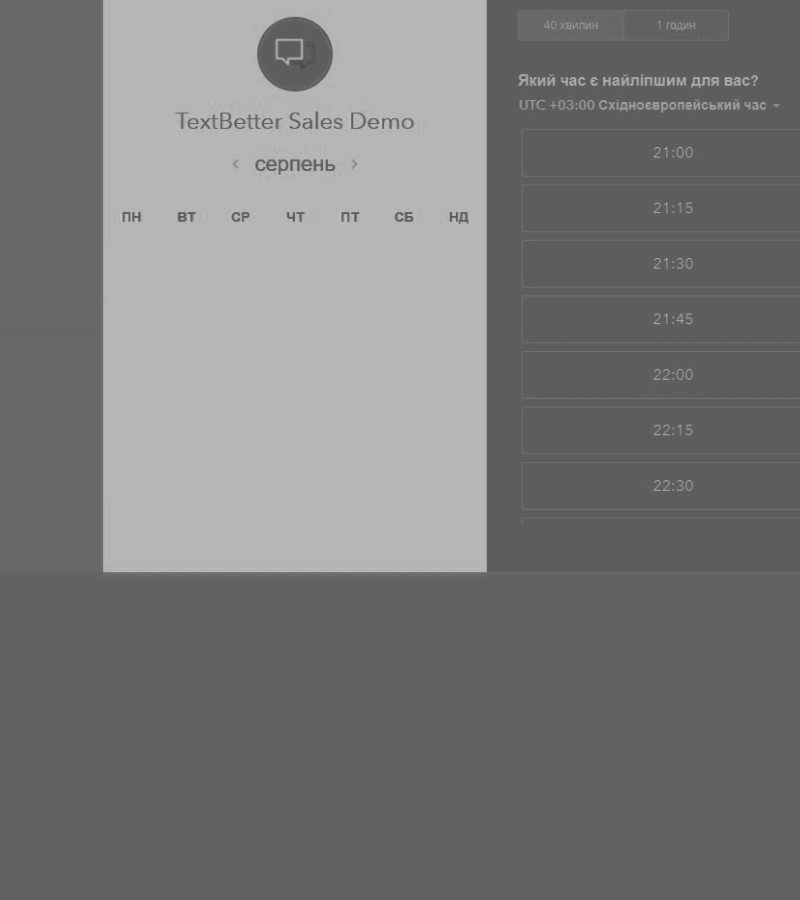 TextBetter Sales Demo
серпень
ПН ВТ СР ЧТ ПТ СБ НД
40 хвилин 1 годин
Який час є найліпшим для вас?
UTC +03:00 Східноєвропейський час
21:00
21:15
21:30
21:45
22:00
22:15
22:30